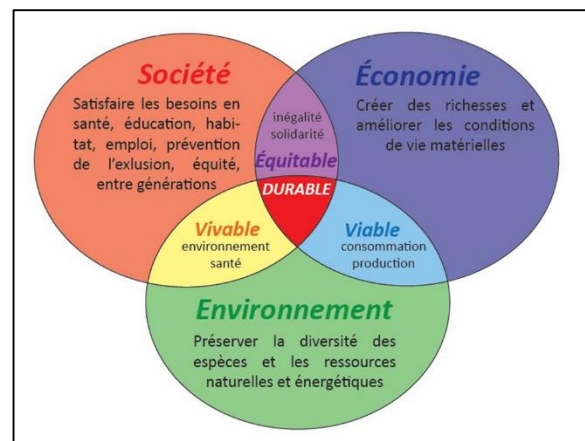 Société
Satisfaire les besoins en
santé, éducation, habi-
tat, emploi, prévention
de l'exlusion, équité,
entre générations
Économie
Créer des richesses et
améliorer les conditions
de vie matérielles
inégalité
solidarité
Équitable
DURABLE
Vivable
environnement
santé
Viable
consommation
production
Environnement
Préserver la diversité des
espèces et les ressources
naturelles et énergétiques